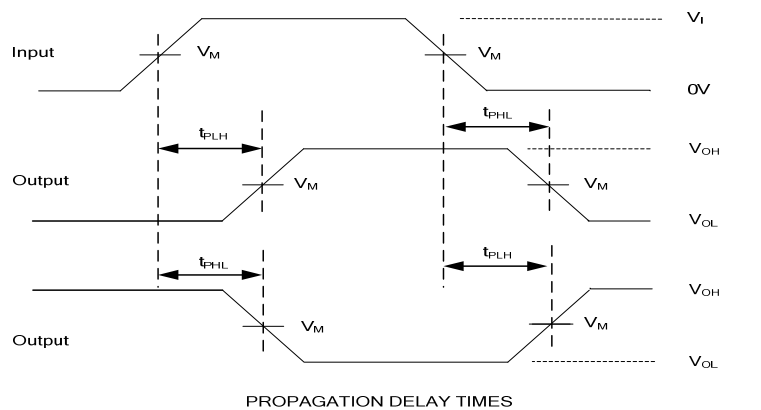 V_I
Input V_M V_M
0V
t_PHL
t_PLH
V_OH
Output V_M V_M
V_OL
t_PHL t_PLH
V_OH
Output V_M V_M
V_OL
PROPAGATION DELAY TIMES